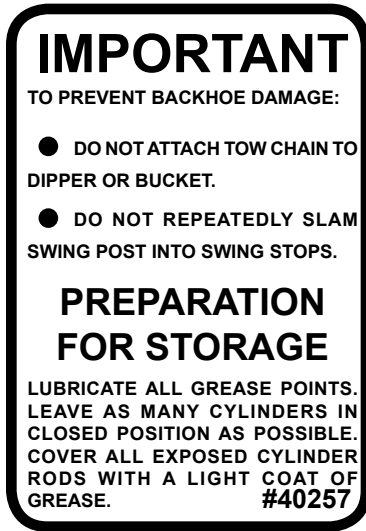 IMPORTANT
TO PREVENT BACKHOE DAMAGE:
● DO NOT ATTACH TOW CHAIN TO
DIPPER OR BUCKET.
● DO NOT REPEATEDLY SLAM
SWING POST INTO SWING STOPS.
PREPARATION
FOR STORAGE
LUBRICATE ALL GREASE POINTS.
LEAVE AS MANY CYLINDERS IN
CLOSED POSITION AS POSSIBLE.
COVER ALL EXPOSED CYLINDER
RODS WITH A LIGHT COAT OF
GREASE. #40257